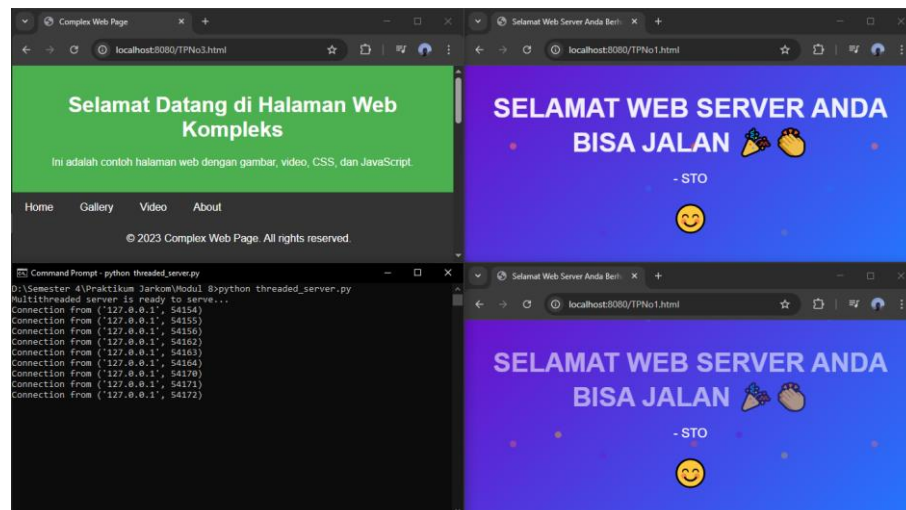 Complex Web Page
localhost:8080/TPNo3.html
Selamat Datang di Halaman Web
Kompleks
Ini adalah contoh halaman web dengan gambar, video, CSS, dan JavaScript.
Home Gallery Video About
© 2023 Complex Web Page. All rights reserved.
Selamat Web Server Anda Berh
localhost:8080/TPNo1.html
SELAMAT WEB SERVER ANDA
BISA JALAN 🎉👏
- STO
😊
Command Prompt - python threaded_server.py
D:\Semester 4\Praktikum Jarkom\Modul 8>python threaded_server.py
Multithreaded server is ready to serve...
Connection from ('127.0.0.1', 54154)
Connection from ('127.0.0.1', 54155)
Connection from ('127.0.0.1', 54156)
Connection from ('127.0.0.1', 54162)
Connection from ('127.0.0.1', 54163)
Connection from ('127.0.0.1', 54164)
Connection from ('127.0.0.1', 54170)
Connection from ('127.0.0.1', 54171)
Connection from ('127.0.0.1', 54172)
Selamat Web Server Anda Berh
localhost:8080/TPNo1.html
SELAMAT WEB SERVER ANDA
BISA JALAN 🎉👏
- STO
😊